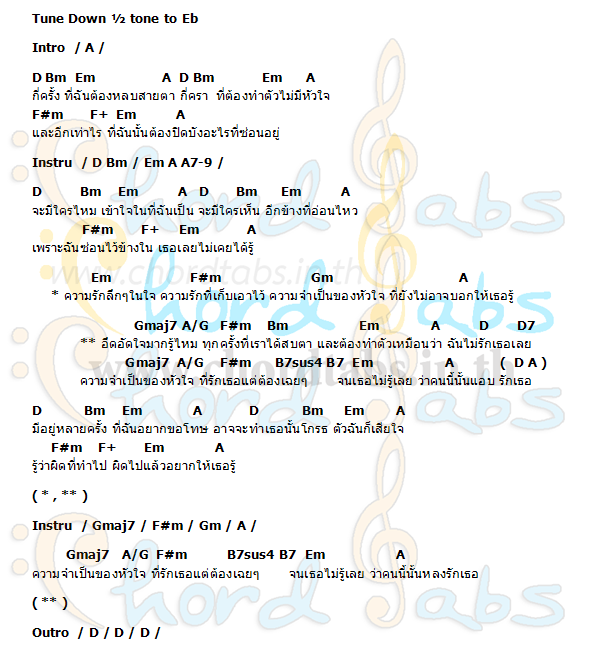 Tune Down ½ tone to Eb
Intro / A /
D Bm Em A D Bm Em A
กี่ครั้ง ที่ฉันต้องหลบสายตา กี่ครา ที่ต้องทำตัวไม่มีหัวใจ
F#m F+ Em A
และอีกเท่าไร ที่ฉันนั้นต้องปิดบังอะไรที่ซ่อนอยู่
Instru / D Bm / Em A A7-9 /
D Bm Em A D Bm Em A
จะมีใครไหม เข้าใจในที่ฉันเป็น จะมีใครเห็น อีกข้างที่อ่อนไหว
F#m F+ Em A
เพราะฉันซ่อนไว้ข้างใน เธอเลยไม่เคยได้รู้
www.chordtabs.in.th
Em F#m Gm A
* ความรักลึกๆในใจ ความรักที่เก็บเอาไว้ ความจำเป็นของหัวใจ ที่ยังไม่อาจบอกให้เธอรู้
Gmaj7 A/G F#m Bm Em A D D7
** อึดอัดใจมากรู้ไหม ทุกครั้งที่เราได้สบตา และต้องทำตัวเหมือนว่า ฉันไม่รักเธอเลย
www.chordtabs.in.th
Gmaj7 A/G F#m B7sus4 B7 Em A ( D A )
ความจำเป็นของหัวใจ ที่รักเธอแต่ต้องเฉยๆ จนเธอไม่รู้เลย ว่าคนนี้นั้นแอบ รักเธอ
D Bm Em A D Bm Em A
มีอยู่หลายครั้ง ที่ฉันอยากขอโทษ อาจจะทำเธอนั้นโกรธ ตัวฉันก็เสียใจ
F#m F+ Em A
รู้ว่าผิดที่ทำไป ผิดไปแล้วอยากให้เธอรู้
( * , ** )
Instru / Gmaj7 / F#m / Gm / A /
Gmaj7 A/G F#m B7sus4 B7 Em A
ความจำเป็นของหัวใจ ที่รักเธอแต่ต้องเฉยๆ จนเธอไม่รู้เลย ว่าคนนี้นั้นหลงรักเธอ
( ** )
Outro / D / D / D /